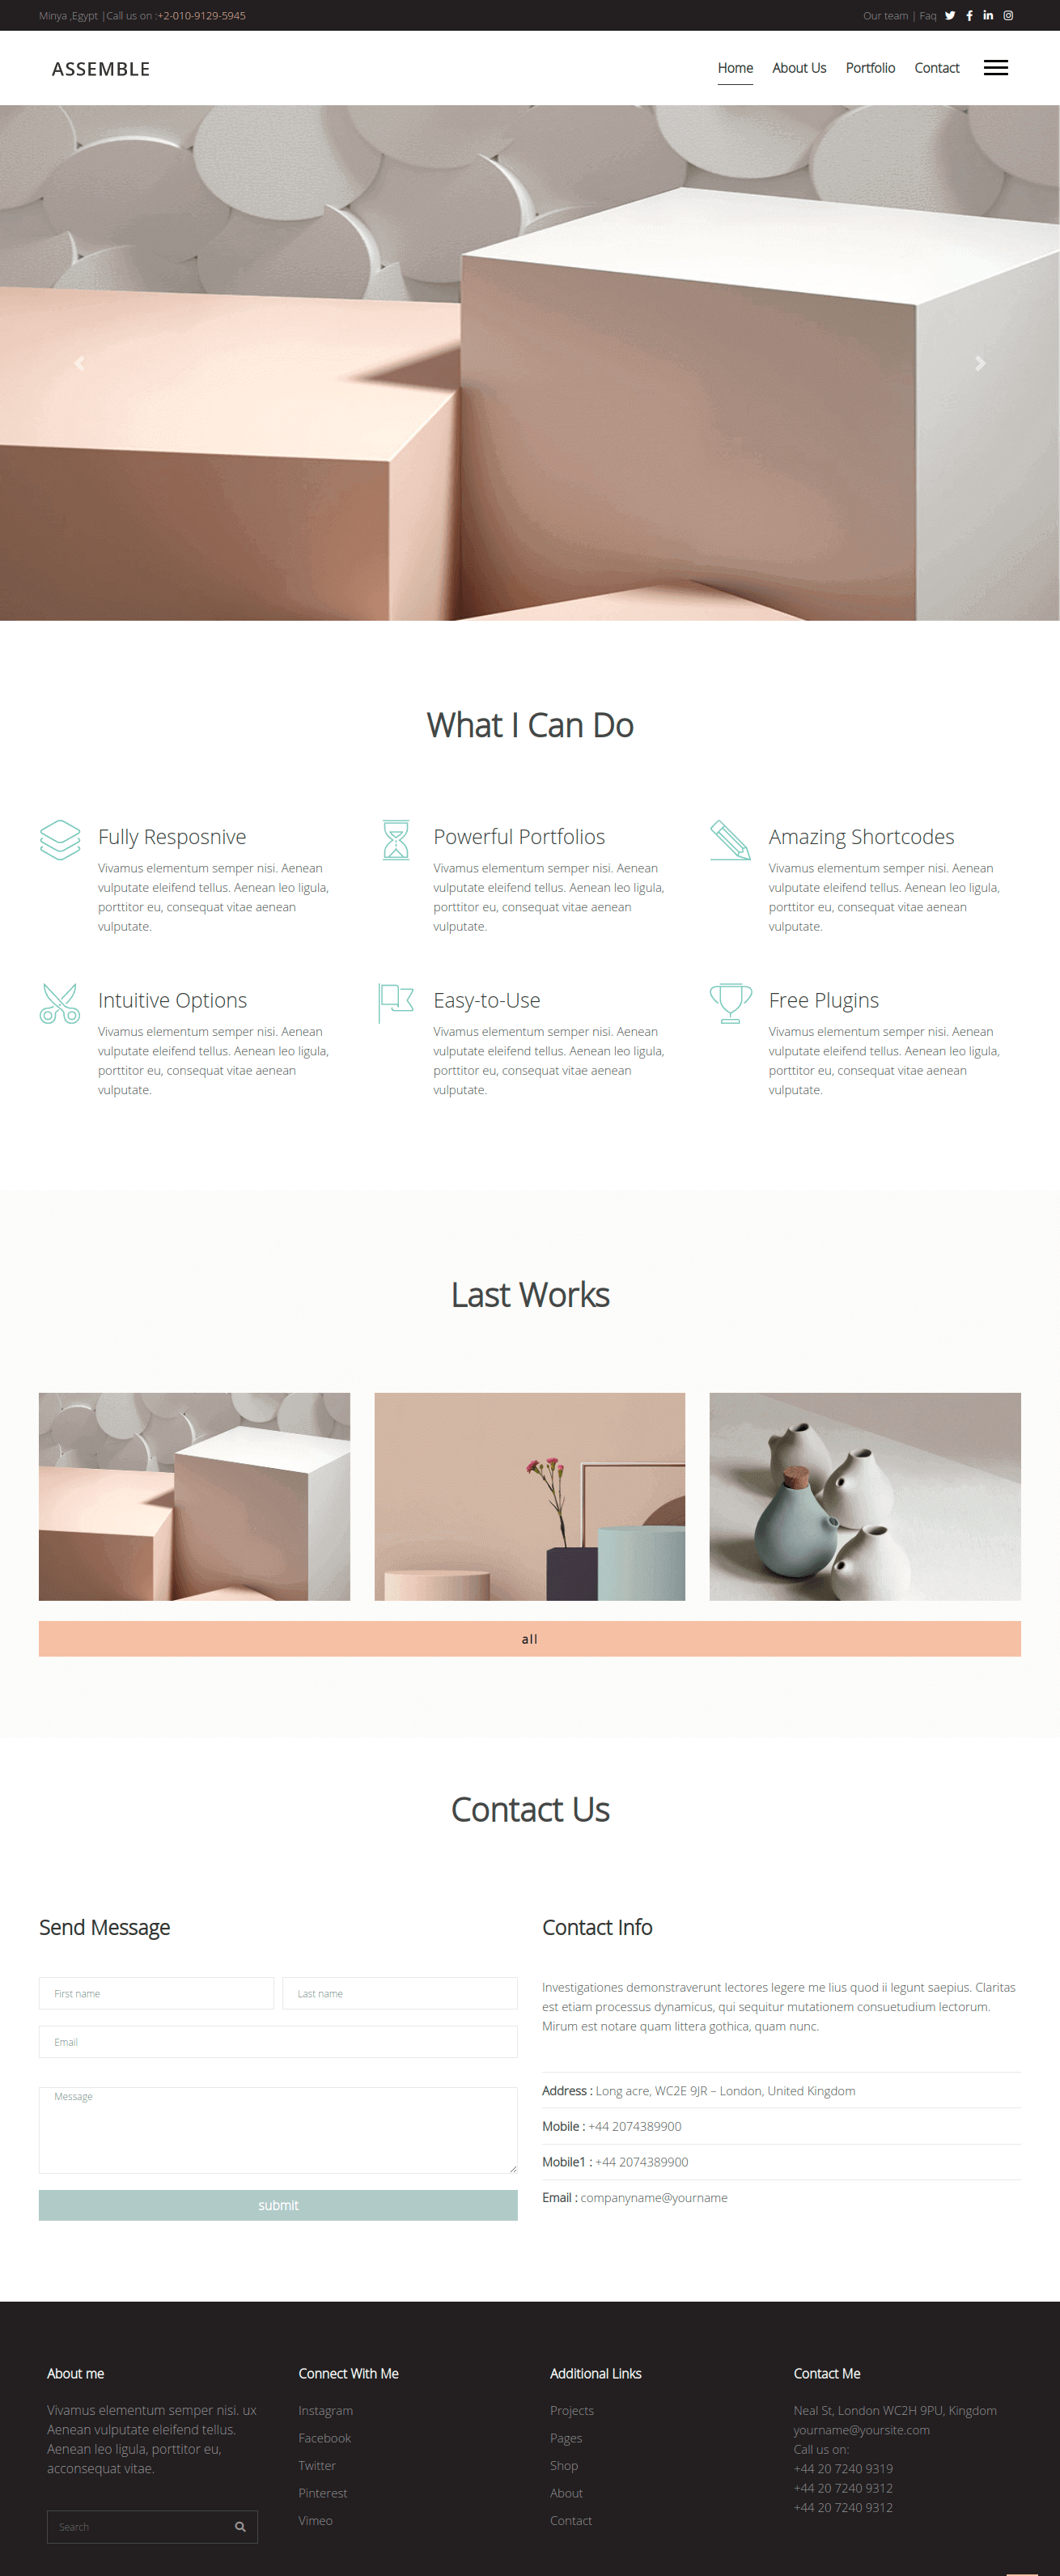 Minya ,Egypt |Call us on :+2-010-9129-5945
Our team | Faq
ASSEMBLE
Home About Us Portfolio Contact
What I Can Do
Fully Resposnive
Vivamus elementum semper nisi. Aenean
vulputate eleifend tellus. Aenean leo ligula,
porttitor eu, consequat vitae aenean
vulputate.
Powerful Portfolios
Vivamus elementum semper nisi. Aenean
vulputate eleifend tellus. Aenean leo ligula,
porttitor eu, consequat vitae aenean
vulputate.
Amazing Shortcodes
Vivamus elementum semper nisi. Aenean
vulputate eleifend tellus. Aenean leo ligula,
porttitor eu, consequat vitae aenean
vulputate.
Intuitive Options
Vivamus elementum semper nisi. Aenean
vulputate eleifend tellus. Aenean leo ligula,
porttitor eu, consequat vitae aenean
vulputate.
Easy-to-Use
Vivamus elementum semper nisi. Aenean
vulputate eleifend tellus. Aenean leo ligula,
porttitor eu, consequat vitae aenean
vulputate.
Free Plugins
Vivamus elementum semper nisi. Aenean
vulputate eleifend tellus. Aenean leo ligula,
porttitor eu, consequat vitae aenean
vulputate.
Last Works
all
Contact Us
Send Message
First name
Last name
Email
Message
submit
Contact Info
Investigationes demonstraverunt lectores legere me lius quod ii legunt saepius. Claritas
est etiam processus dynamicus, qui sequitur mutationem consuetudium lectorum.
Mirum est notare quam littera gothica, quam nunc.
Address : Long acre, WC2E 9JR – London, United Kingdom
Mobile : +44 2074389900
Mobile1 : +44 2074389900
Email : companyname@yourname
About me
Vivamus elementum semper nisi. ux
Aenean vulputate eleifend tellus.
Aenean leo ligula, porttitor eu,
acconsequat vitae.
Search
Connect With Me
Instagram
Facebook
Twitter
Pinterest
Vimeo
Additional Links
Projects
Pages
Shop
About
Contact
Contact Me
Neal St, London WC2H 9PU, Kingdom
yourname@yoursite.com
Call us on:
+44 20 7240 9319
+44 20 7240 9312
+44 20 7240 9312